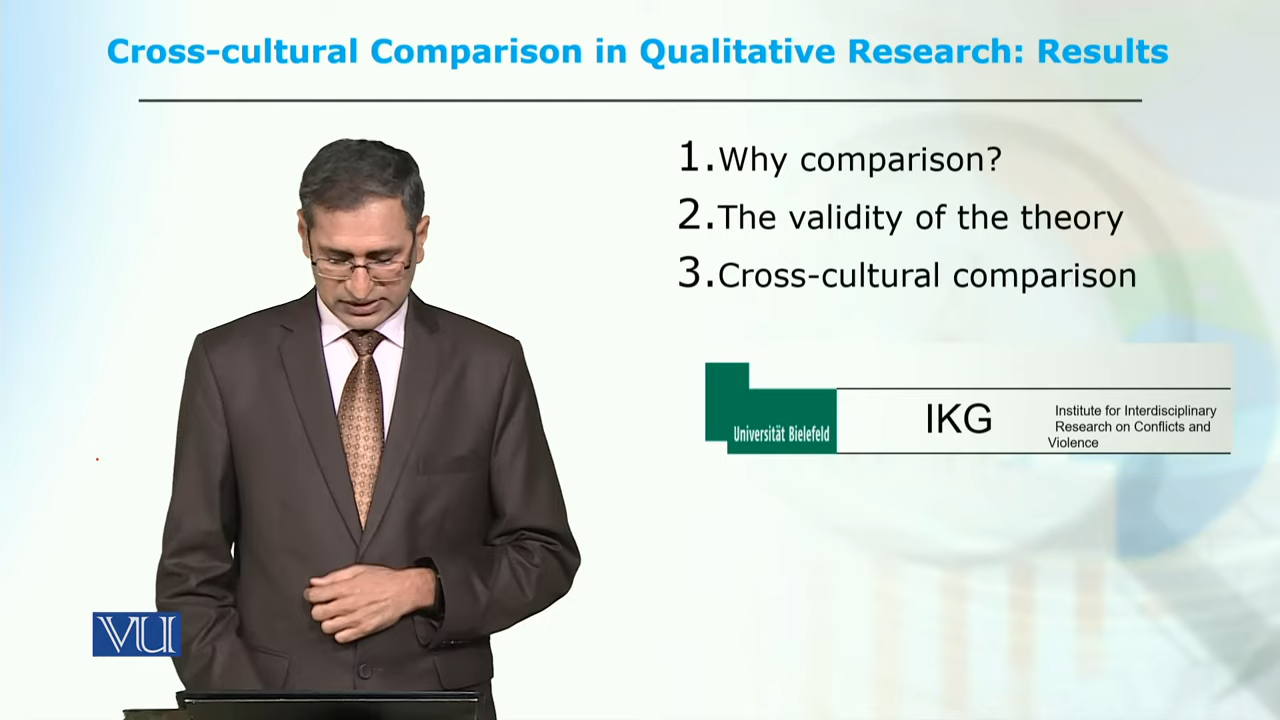 Cross-cultural Comparison in Qualitative Research: Results
1.Why comparison?
2.The validity of the theory
3.Cross-cultural comparison
Universität Bielefeld
IKG
Institute for Interdisciplinary
Research on Conflicts and
Violence
VU